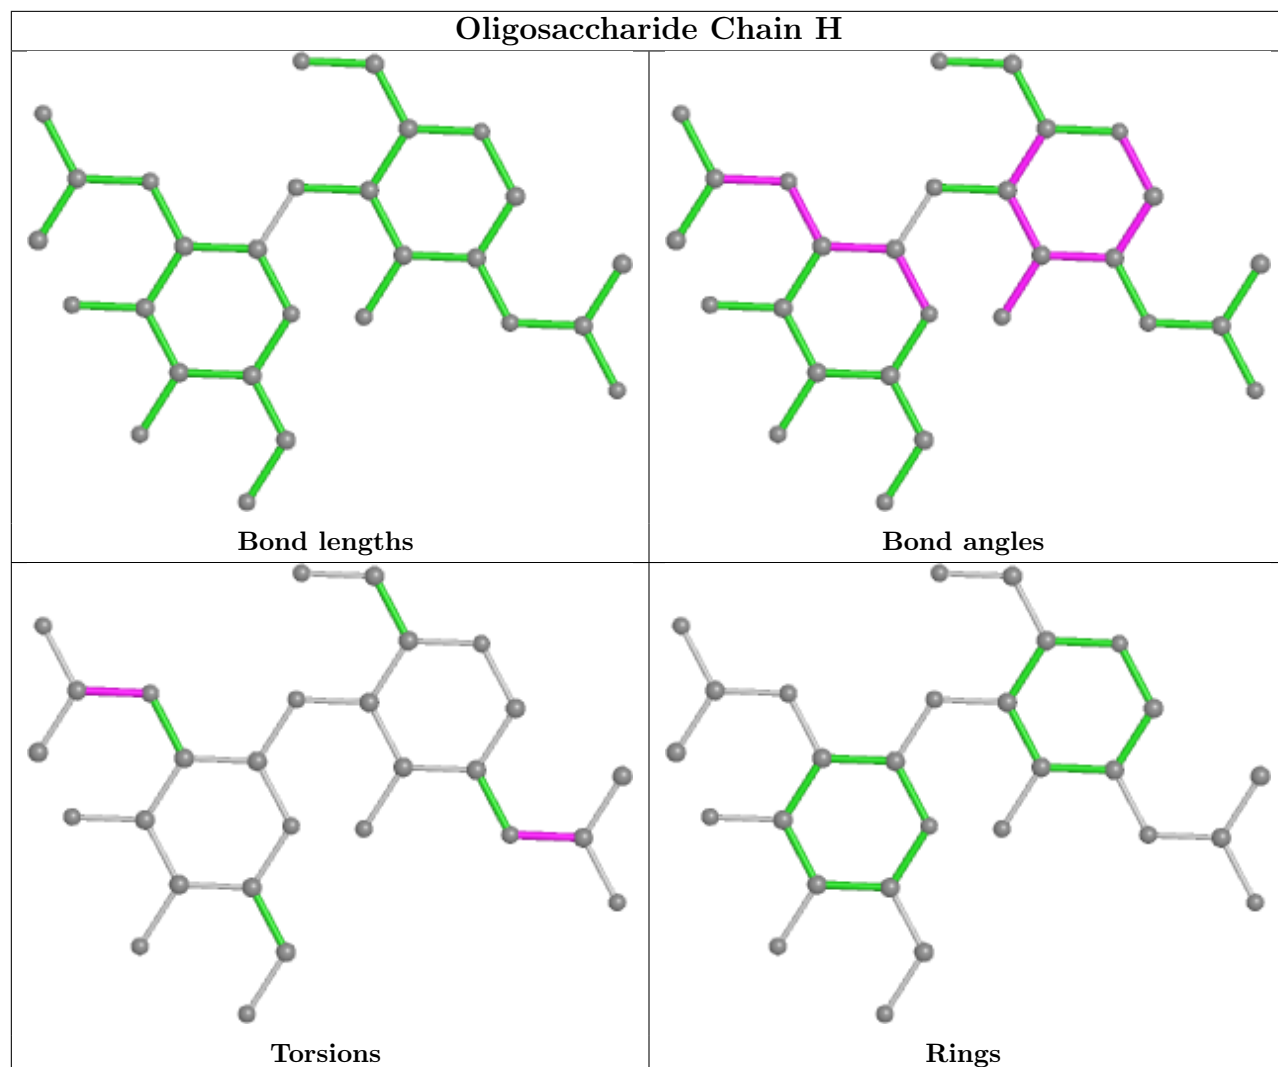 Oligosaccharide Chain H
Bond lengths
Bond angles
Torsions
Rings